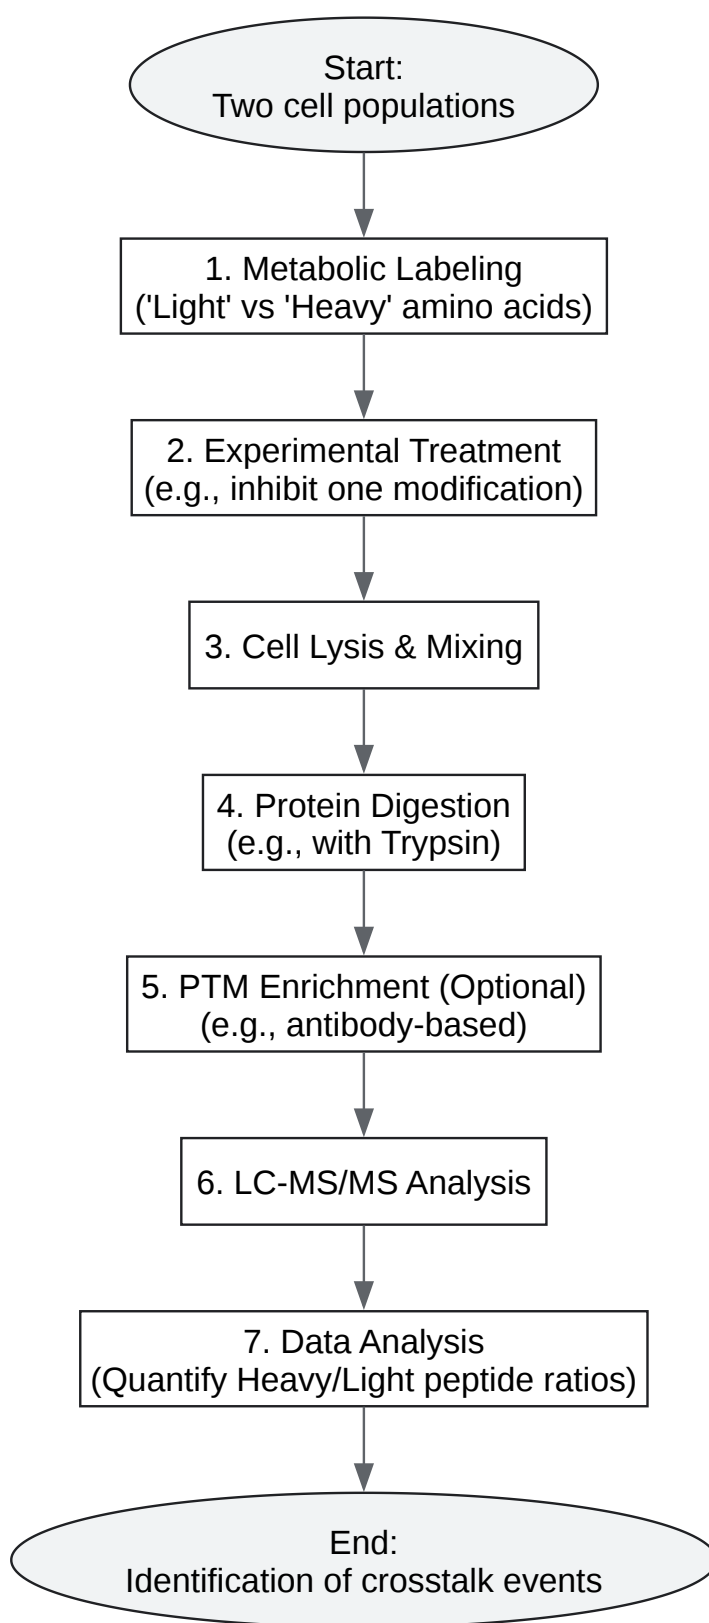 Start:
Two cell populations
1. Metabolic Labeling
('Light' vs 'Heavy' amino acids)
2. Experimental Treatment
(e.g., inhibit one modification)
3. Cell Lysis & Mixing
4. Protein Digestion
(e.g., with Trypsin)
5. PTM Enrichment (Optional)
(e.g., antibody-based)
6. LC-MS/MS Analysis
7. Data Analysis
(Quantify Heavy/Light peptide ratios)
End:
Identification of crosstalk events